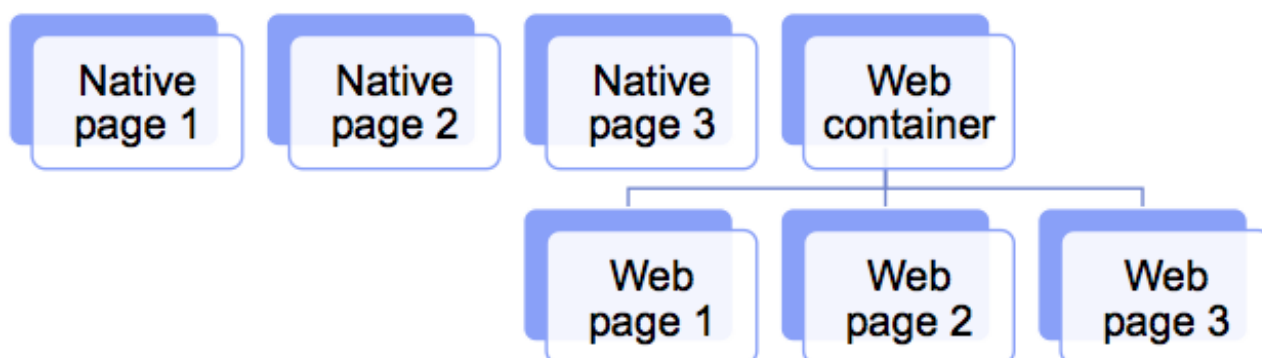 Native
page 1
Native
page 2
Native
page 3
Web
container
Web
page 1
Web
page 2
Web
page 3